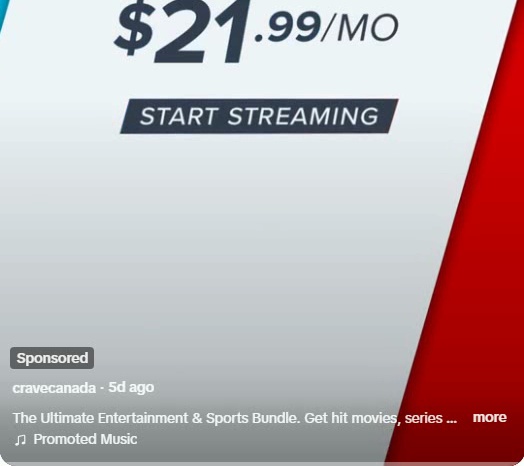 $21.99/MO
START STREAMING
Sponsored
cravecanada · 5d ago
The Ultimate Entertainment & Sports Bundle. Get hit movies, series ... more
♫ Promoted Music